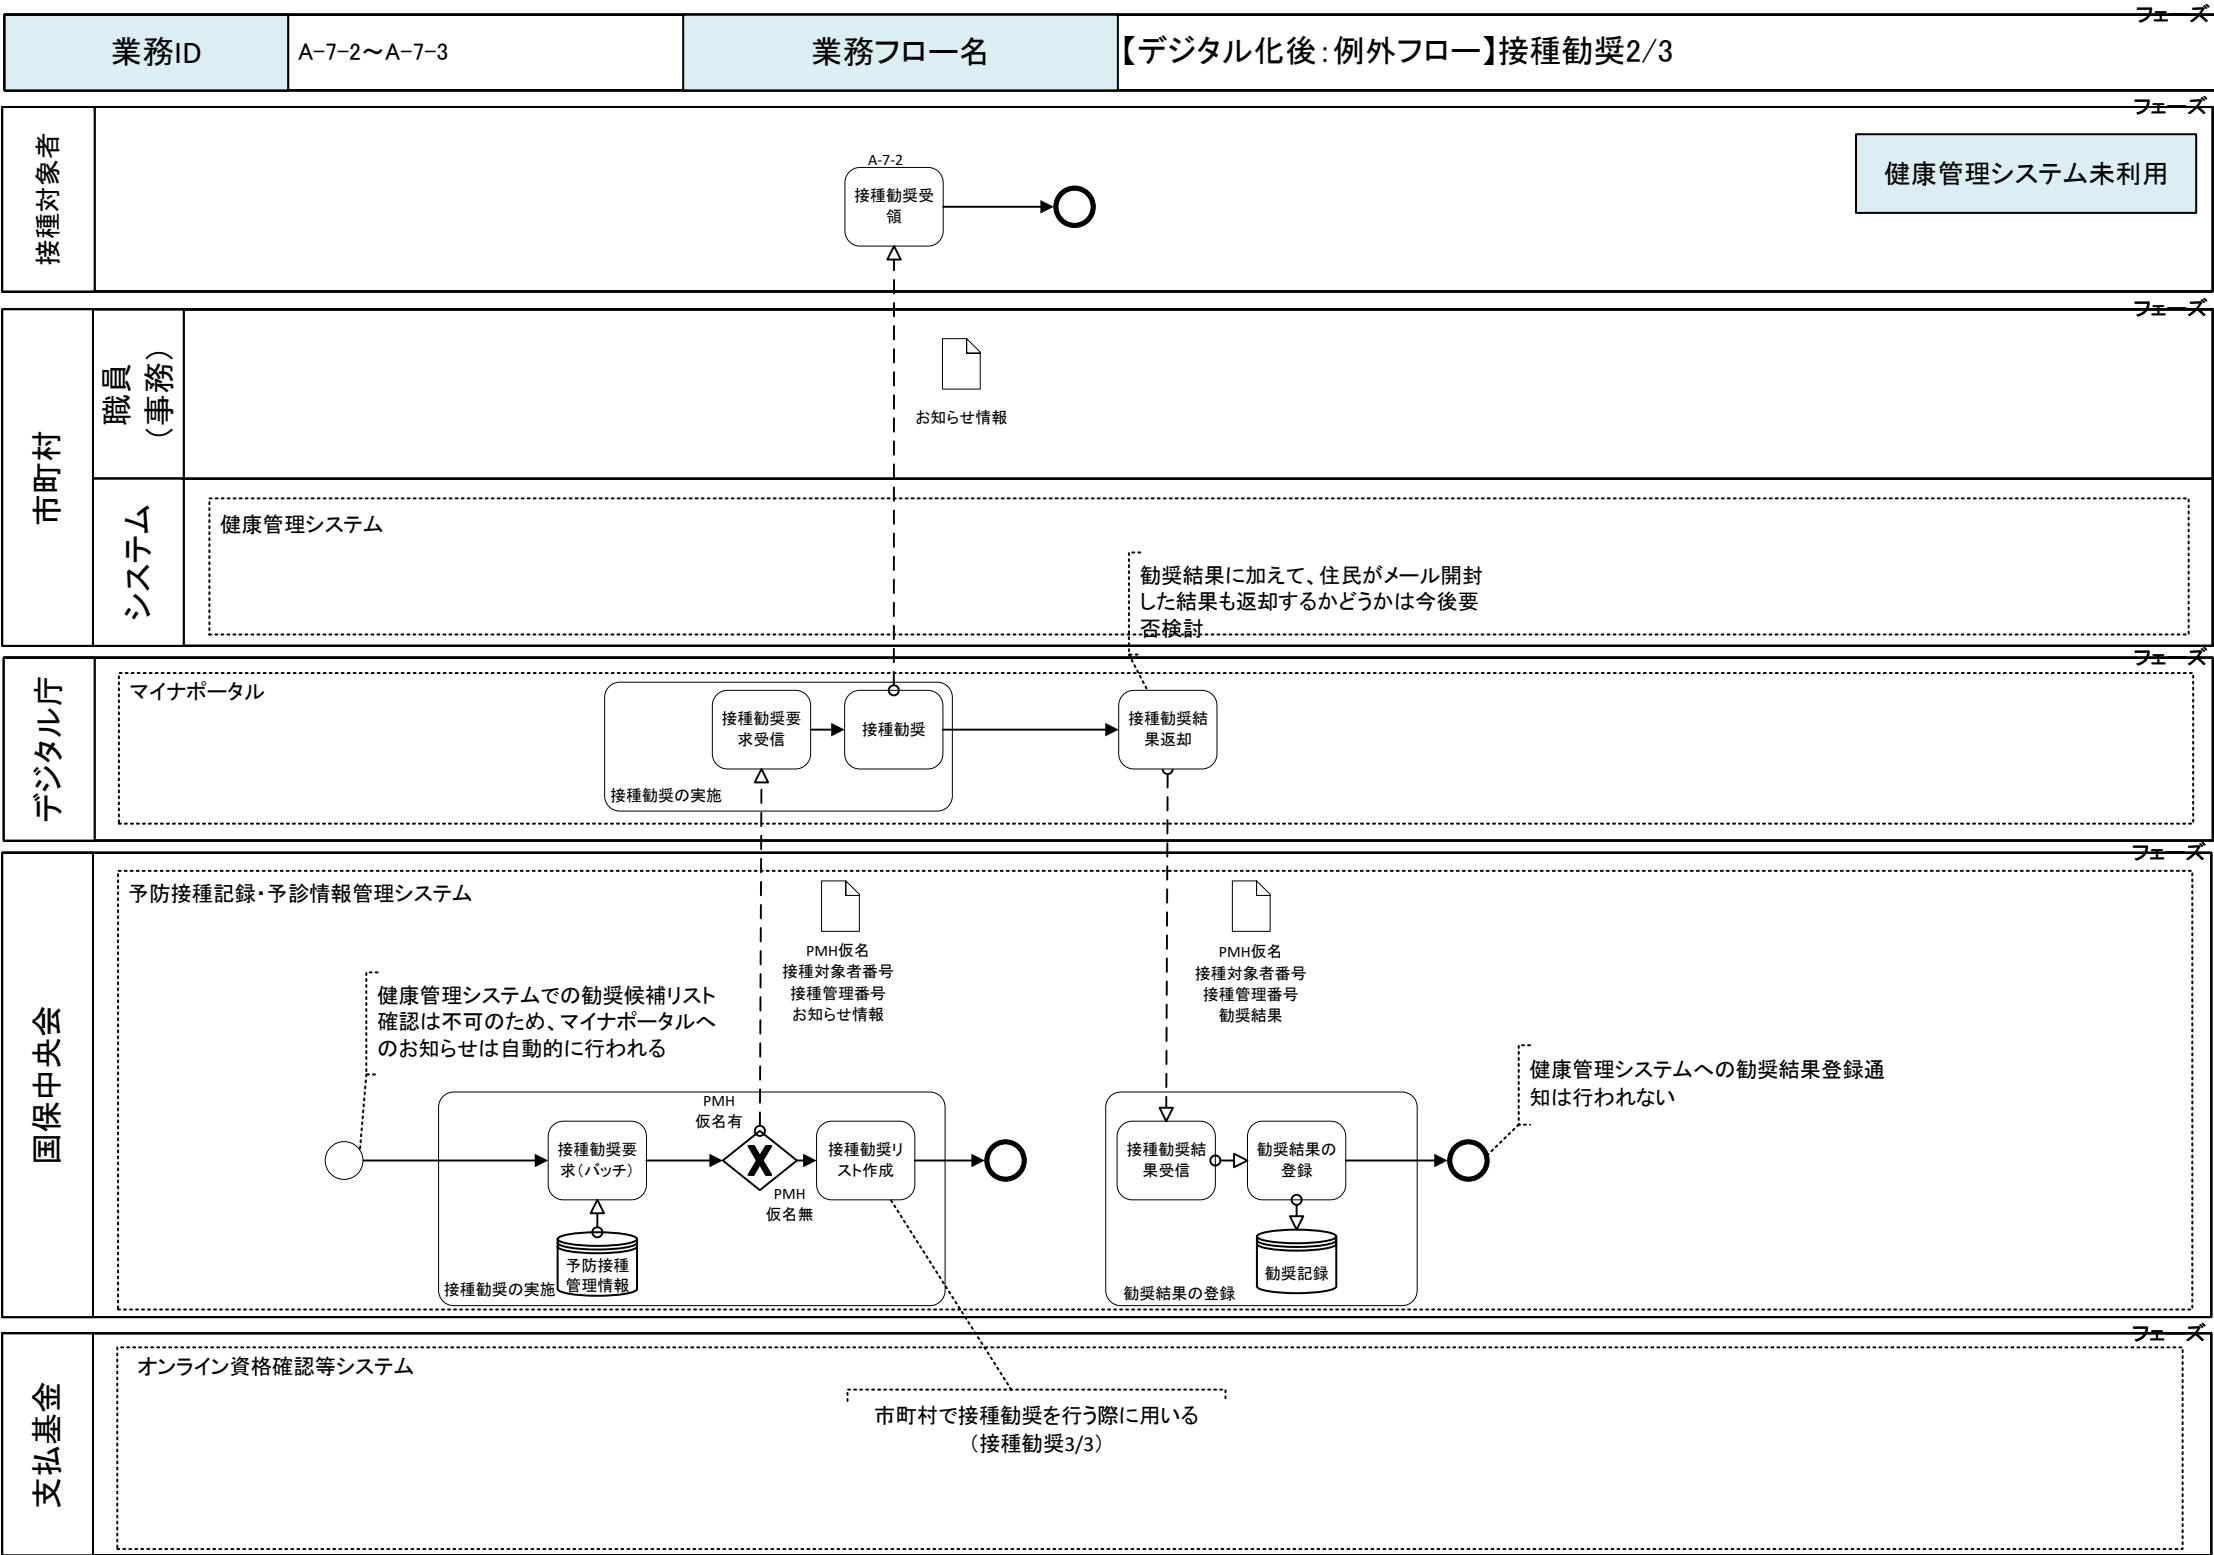 フェーズ
業務ID
A-7-2～A-7-3
業務フロー名
【デジタル化後：例外フロー】接種勧奨2/3
フェーズ
接種対象者
A-7-2
接種勧奨受
領
健康管理システム未利用
フェーズ
市町村
職員
（事務）
お知らせ情報
システム
健康管理システム
勧奨結果に加えて、住民がメール開封
した結果も返却するかどうかは今後要
否検討
フェーズ
デジタル庁
マイナポータル
接種勧奨要
求受信
接種勧奨
接種勧奨結
果返却
接種勧奨の実施
フェーズ
国保中央会
予防接種記録・予診情報管理システム
PMH仮名
接種対象者番号
接種管理番号
お知らせ情報
PMH仮名
接種対象者番号
接種管理番号
勧奨結果
健康管理システムでの勧奨候補リスト
確認は不可のため、マイナポータルへ
のお知らせは自動的に行われる
健康管理システムへの勧奨結果登録通
知は行われない
PMH
仮名有
接種勧奨要
求（バッチ）
X
接種勧奨リ
スト作成
PMH
仮名無
接種勧奨結
果受信
勧奨結果の
登録
予防接種
管理情報
接種勧奨の実施
勧奨記録
勧奨結果の登録
フェーズ
支払基金
オンライン資格確認等システム
市町村で接種勧奨を行う際に用いる
（接種勧奨3/3）